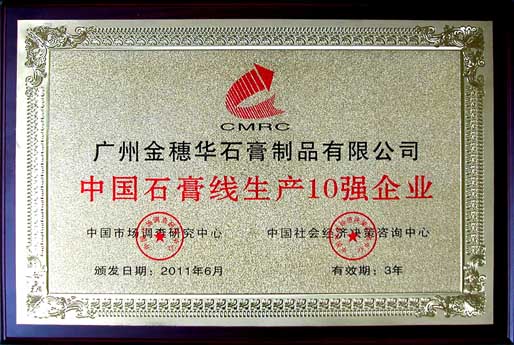 CMRC
广州金穗华石膏制品有限公司
中国石膏线生产10强企业
中国市场调查研究中心 中国社会经济决策咨询中心
颁发日期：2011年6月 有效期：3年